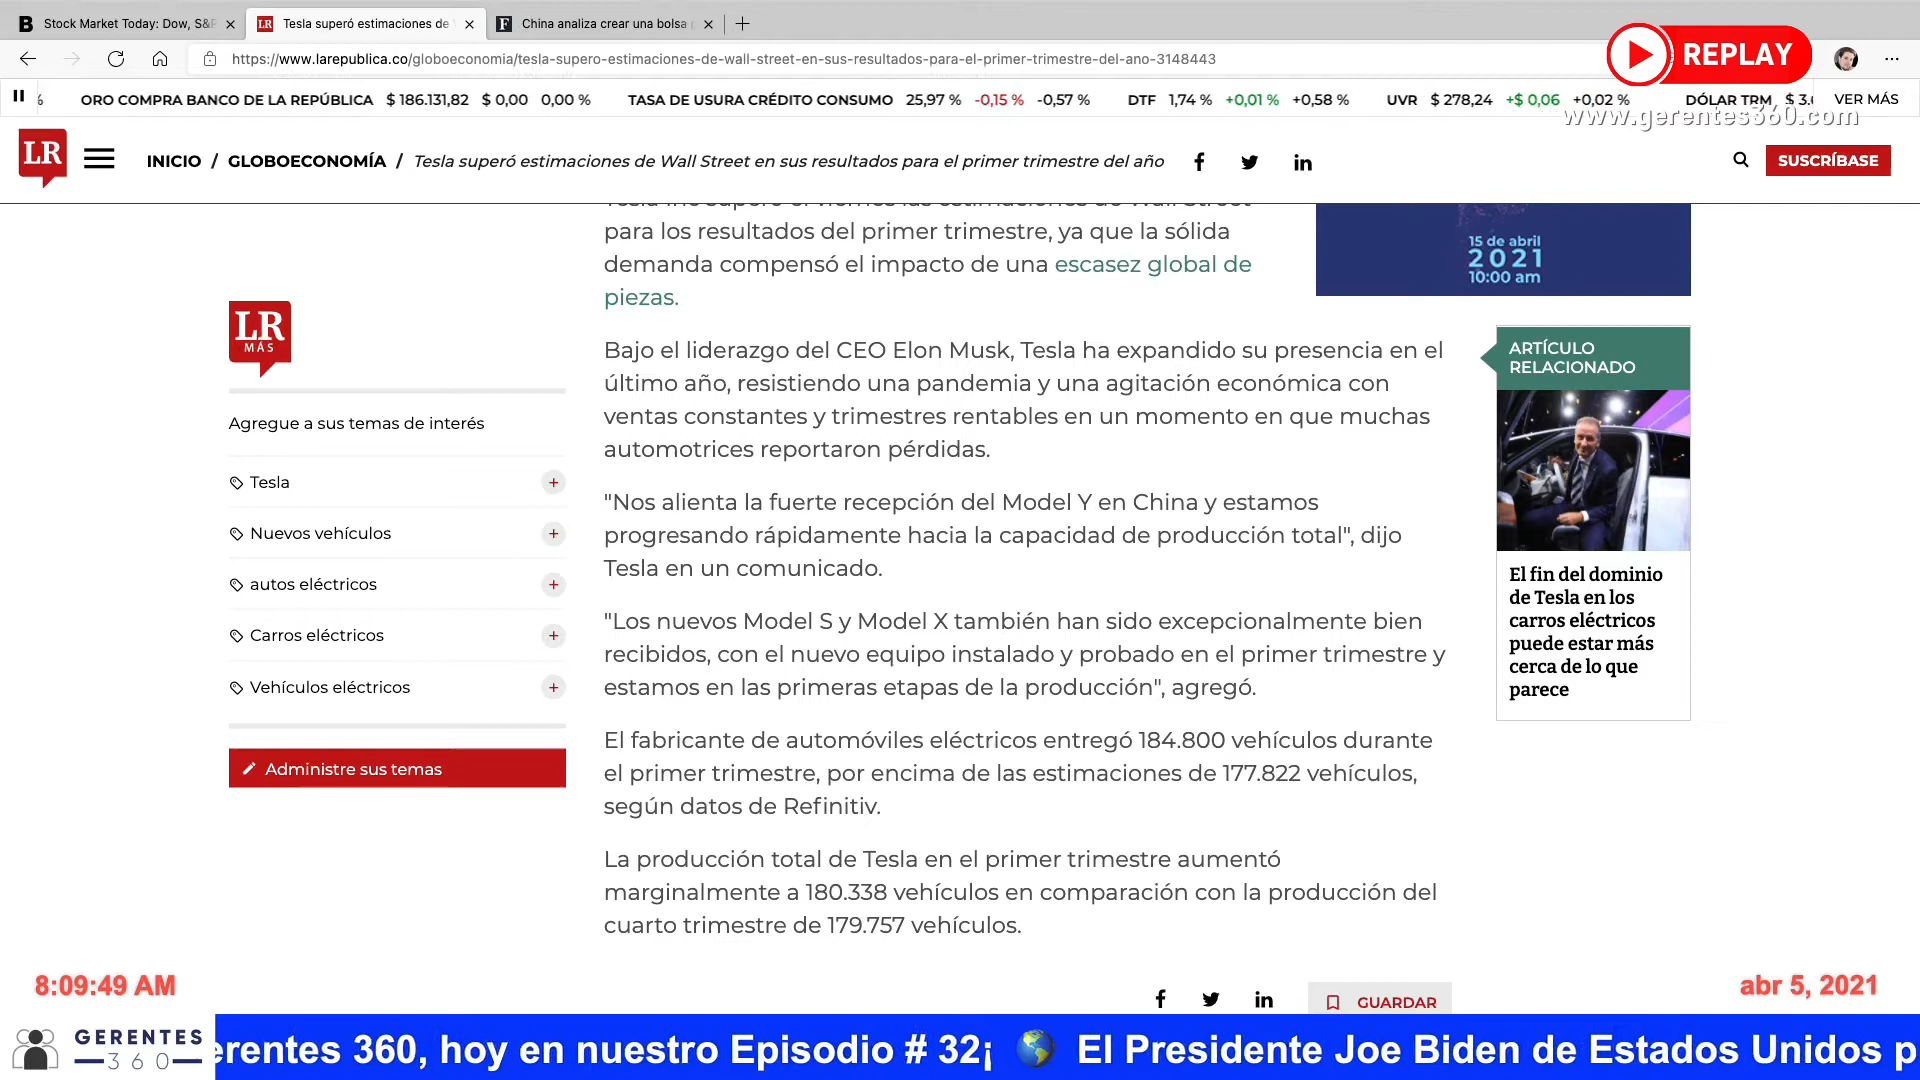 Stock Market Today: Dow, S&P
Tesla superó estimaciones de
China analiza crear una bolsa
https://www.larepublica.co/globoeconomia/tesla-supero-estimaciones-de-wall-street-en-sus-resultados-para-el-primer-trimestre-del-ano-3148443
REPLAY
www.gerentes360.com
% ORO COMPRA BANCO DE LA REPÚBLICA $ 186.131,82 $ 0,00 0,00 % TASA DE USURA CRÉDITO CONSUMO 25,97 % -0,15 % -0,57 % DTF 1,74 % +0,01 % +0,58 % UVR $ 278,24 +$ 0,06 +0,02 % DÓLAR TRM VER MÁS
LR
INICIO / GLOBOECONOMÍA / Tesla superó estimaciones de Wall Street en sus resultados para el primer trimestre del año
SUSCRÍBASE
Tesla Inc superó el viernes las estimaciones de Wall Street
para los resultados del primer trimestre, ya que la sólida
demanda compensó el impacto de una escasez global de
piezas.
Bajo el liderazgo del CEO Elon Musk, Tesla ha expandido su presencia en el
último año, resistiendo una pandemia y una agitación económica con
ventas constantes y trimestres rentables en un momento en que muchas
automotrices reportaron pérdidas.
"Nos alienta la fuerte recepción del Model Y en China y estamos
progresando rápidamente hacia la capacidad de producción total", dijo
Tesla en un comunicado.
"Los nuevos Model S y Model X también han sido excepcionalmente bien
recibidos, con el nuevo equipo instalado y probado en el primer trimestre y
estamos en las primeras etapas de la producción", agregó.
El fabricante de automóviles eléctricos entregó 184.800 vehículos durante
el primer trimestre, por encima de las estimaciones de 177.822 vehículos,
según datos de Refinitiv.
La producción total de Tesla en el primer trimestre aumentó
marginalmente a 180.338 vehículos en comparación con la producción del
cuarto trimestre de 179.757 vehículos.
LR
MÁS
Agregue a sus temas de interés
Tesla
Nuevos vehículos
autos eléctricos
Carros eléctricos
Vehículos eléctricos
Administre sus temas
15 de abril
2021
10:00 am
ARTÍCULO
RELACIONADO
El fin del dominio
de Tesla en los
carros eléctricos
puede estar más
cerca de lo que
parece
GUARDAR
8:09:49 AM
abr 5, 2021
GERENTES
360
erentes 360, hoy en nuestro Episodio # 32¡ El Presidente Joe Biden de Estados Unidos p